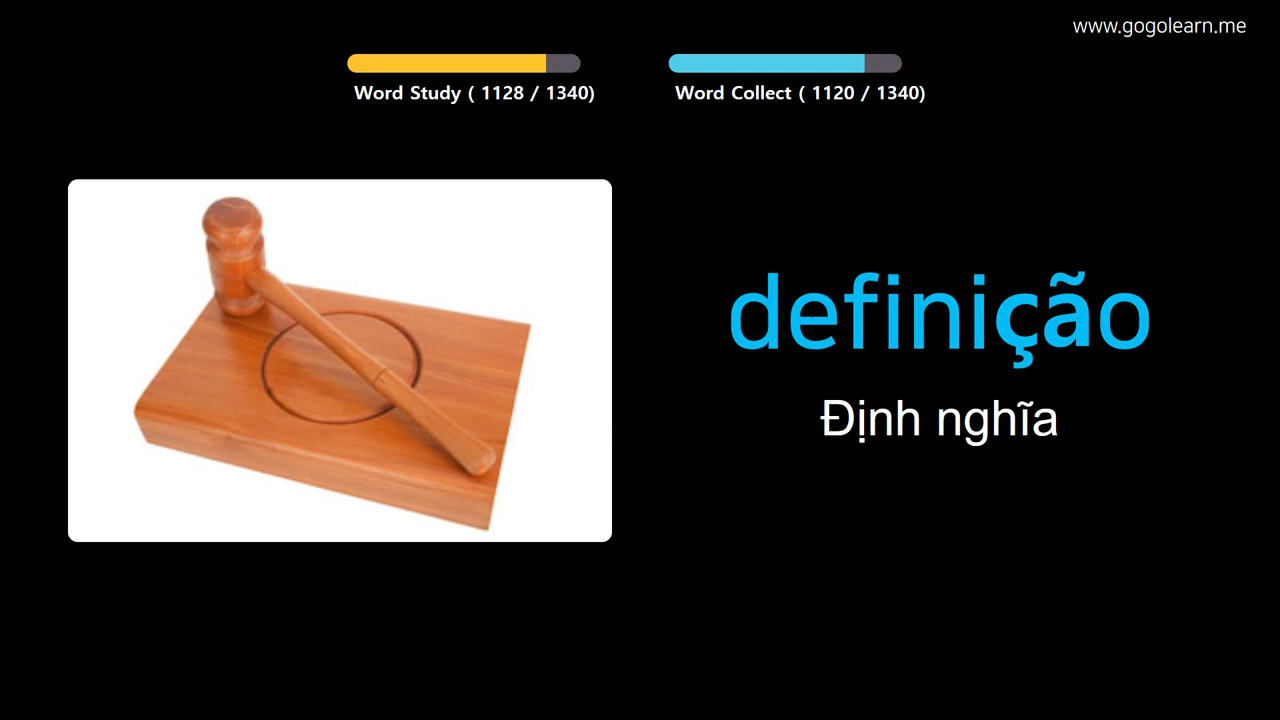 www.gogolearn.me
Word Study ( 1128 / 1340)
Word Collect ( 1120 / 1340)
definição
Định nghĩa